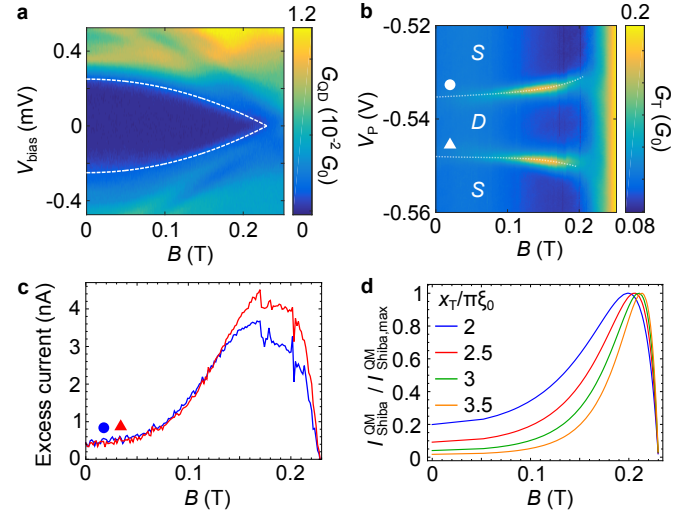 a
0.4
0
-0.4
V_bias (mV)
0
0.1
0.2
B (T)
1.2
0
G_QD (10^-2 G_0)
b
-0.52
-0.53
-0.54
-0.56
V_P (V)
S
D
S
0
0.1
0.2
B (T)
0.2
0.08
G_T (G_0)
c
5
4
3
2
1
0
Excess current (nA)
0
0.1
0.2
B (T)
d
1
0.8
0.6
0.4
0.2
0
I^QM_Shiba / I^QM_Shiba,max
x_T/πξ_0
2
2.5
3
3.5
0
0.1
0.2
B (T)